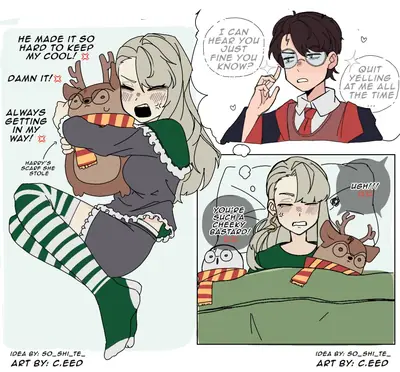 HE MADE IT SO
HARD TO KEEP
MY COOL!
DAMN IT!
ALWAYS
GETTING IN
MY WAY!
HARRY'S
SCARF SHE
STOLE
I CAN
HEAR YOU
JUST
FINE YOU
KNOW?
QUIT
YELLING
AT ME ALL
THE TIME
...
UGH!!!
YOU'RE
SUCH A
CHEEKY
BASTARD!
IDEA BY: SO_SHI_TE_
ART BY: C.EED
IDEA BY: SO_SHI_TE_
ART BY: C.EED